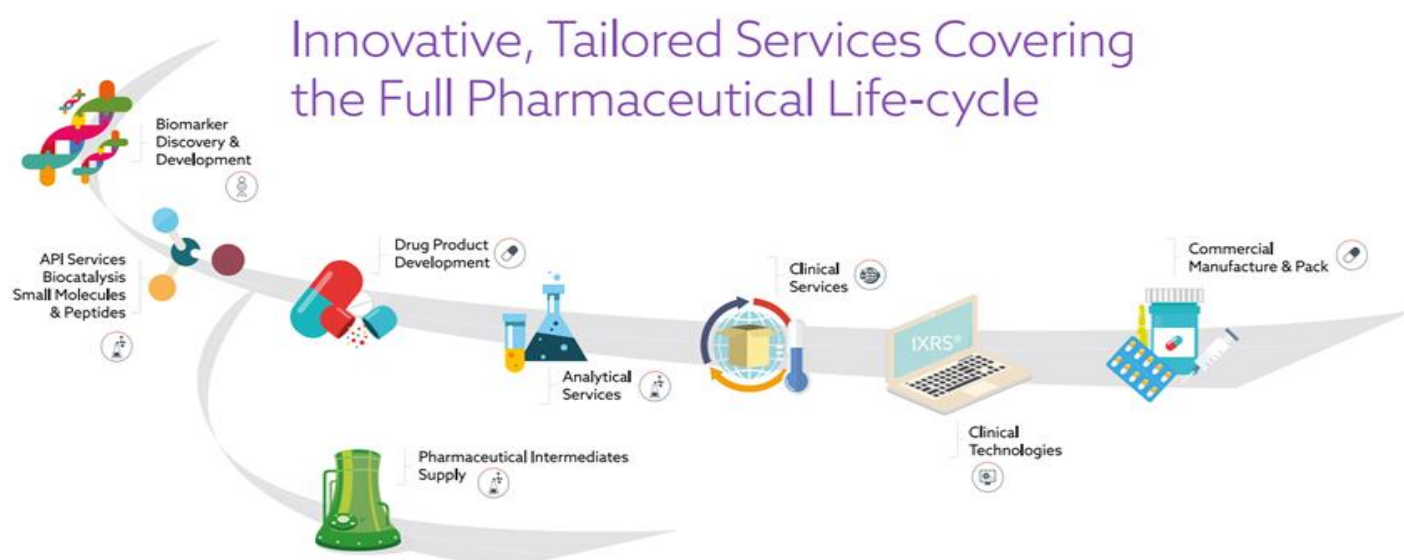 Innovative, Tailored Services Covering
the Full Pharmaceutical Life-cycle
Biomarker
Discovery &
Development
API Services
Biocatalysis
Small Molecules
& Peptides
Drug Product
Development
Analytical
Services
Pharmaceutical Intermediates
Supply
Clinical
Services
IXRS®
Clinical
Technologies
Commercial
Manufacture & Pack